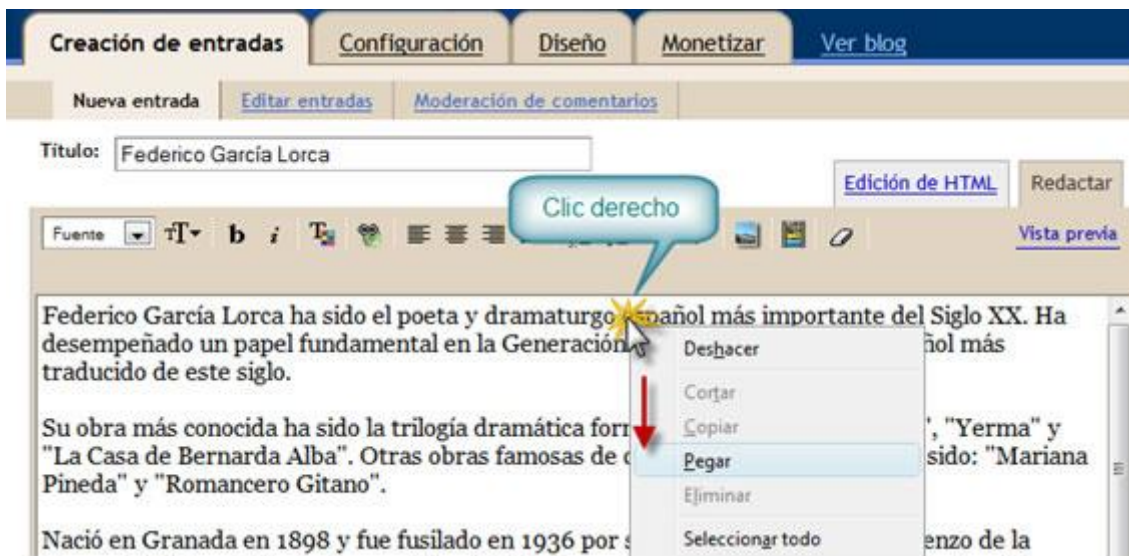 Creación de entradas Configuración Diseño Monetizar Ver blog
Nueva entrada Editar entradas Moderación de comentarios
Título: Federico García Lorca
Edición de HTML Redactar
Clic derecho
Fuente b i Vista previa
Federico García Lorca ha sido el poeta y dramaturgo español más importante del Siglo XX. Ha
desempeñado un papel fundamental en la Generación ñol más
traducido de este siglo.
Su obra más conocida ha sido la trilogía dramática for ", "Yerma" y
"La Casa de Bernarda Alba". Otras obras famosas de sido: "Mariana
Pineda" y "Romancero Gitano".
Nació en Granada en 1898 y fue fusilado en 1936 por enzo de la
Deshacer
Cortar
Copiar
Pegar
Eliminar
Seleccionar todo